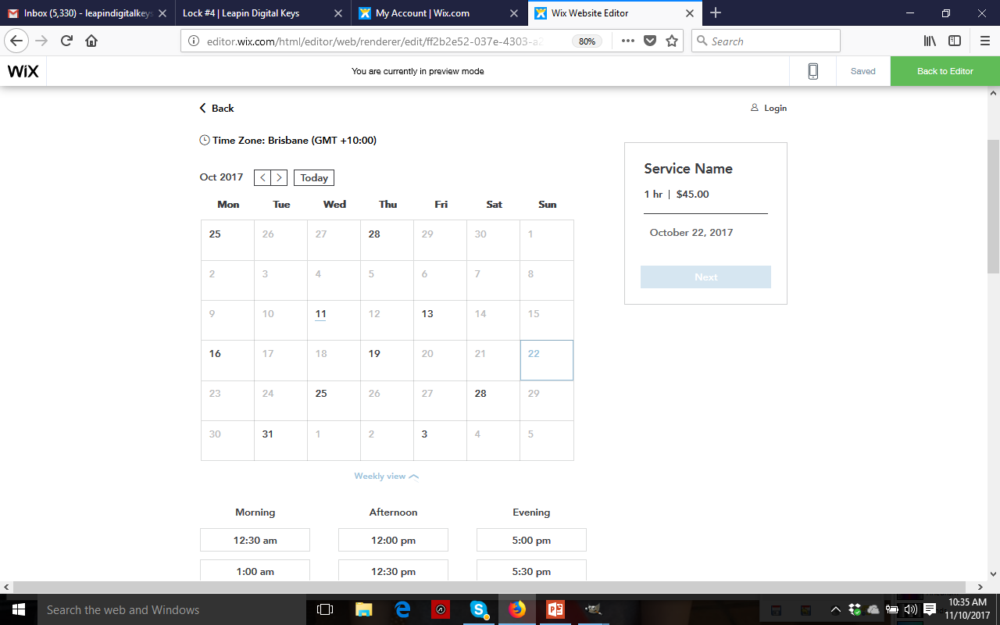 Inbox (5,330) - leapindigitalkeys
Lock #4 | Leapin Digital Keys
My Account | Wix.com
Wix Website Editor
editor.wix.com/html/editor/web/renderer/edit/ff2b2e52-037e-4303-a2
80%
Search
WiX
You are currently in preview mode
Saved
Back to Editor
Back
Login
Time Zone: Brisbane (GMT +10:00)
Oct 2017
Today
Mon Tue Wed Thu Fri Sat Sun
25 26 27 28 29 30 1
2 3 4 5 6 7 8
9 10 11 12 13 14 15
16 17 18 19 20 21 22
23 24 25 26 27 28 29
30 31 1 2 3 4 5
Weekly view
Service Name
1 hr | $45.00
October 22, 2017
Next
Morning Afternoon Evening
12:30 am 12:00 pm 5:00 pm
1:00 am 12:30 pm 5:30 pm
Search the web and Windows
10:35 AM
11/10/2017